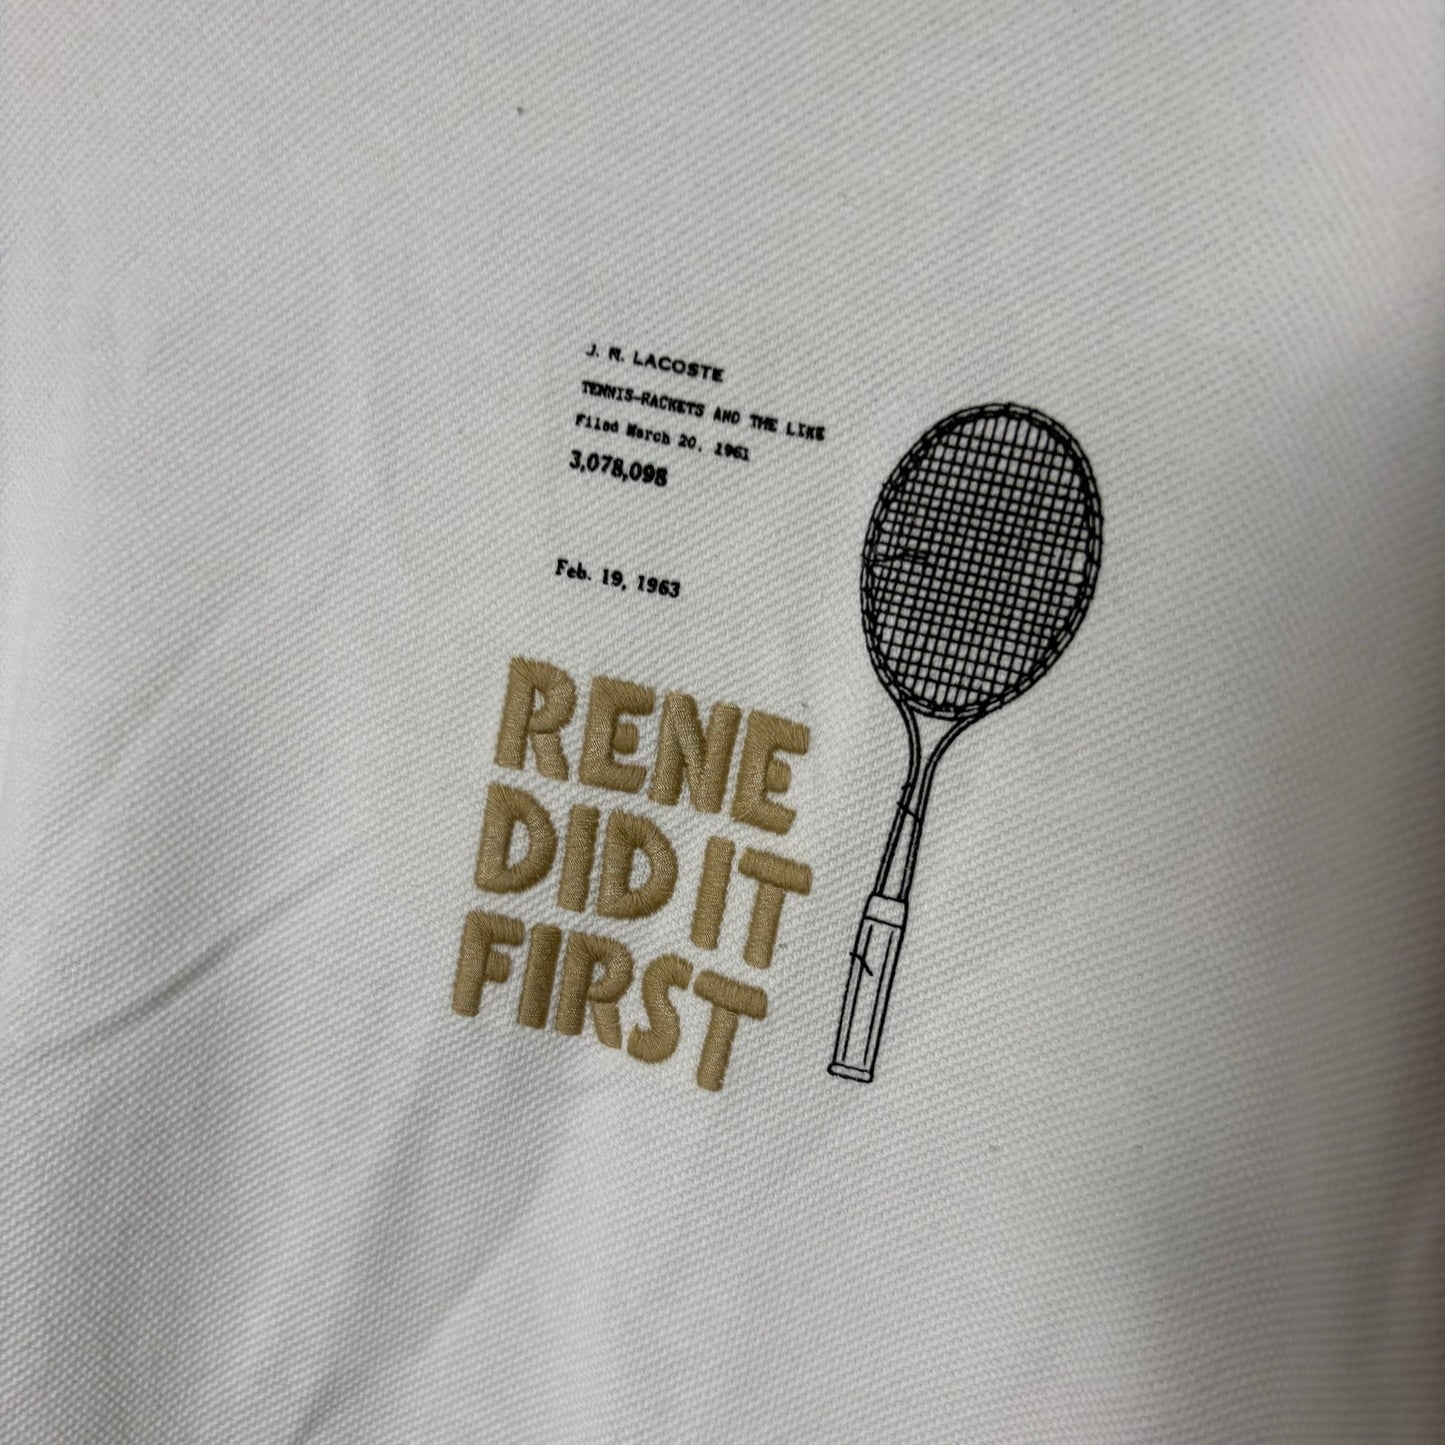 J. R. LACOSTE
TENNIS-RACKETS AND THE LIKE
Filed March 20, 1961
3,078,098
Feb. 19, 1963
RENE
DID IT
FIRST